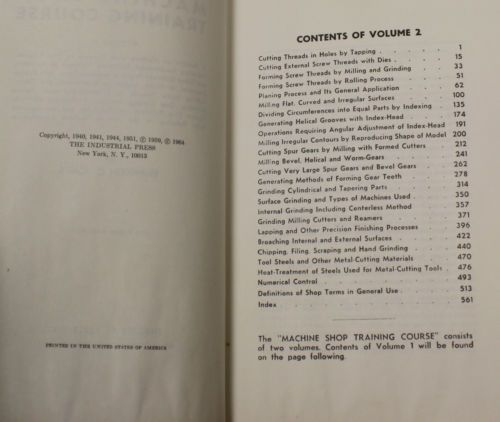 TRAINING COURSE
Copyright, 1940, 1941, 1944, 1951, © 1959, © 1964
THE INDUSTRIAL PRESS
New York, N. Y., 10013
PRINTED IN THE UNITED STATES OF AMERICA
CONTENTS OF VOLUME 2
Cutting Threads in Holes by Tapping . . . . . 1
Cutting External Screw Threads with Dies . . . . 15
Forming Screw Threads by Milling and Grinding . . . 33
Forming Screw Threads by Rolling Process . . . . 51
Planing Process and Its General Application . . . 62
Milling Flat, Curved and Irregular Surfaces . . . . 100
Dividing Circumferences into Equal Parts by Indexing . 135
Generating Helical Grooves with Index-Head . . . 174
Operations Requiring Angular Adjustment of Index-Head 191
Milling Irregular Contours by Reproducing Shape of Model 200
Cutting Spur Gears by Milling with Formed Cutters . . 212
Milling Bevel, Helical and Worm-Gears . . . . 241
Cutting Very Large Spur Gears and Bevel Gears . . . 262
Generating Methods of Forming Gear Teeth . . . . 278
Grinding Cylindrical and Tapering Parts . . . . 314
Surface Grinding and Types of Machines Used . . . 350
Internal Grinding Including Centerless Method . . . 357
Grinding Milling Cutters and Reamers . . . . 371
Lapping and Other Precision Finishing Processes . . . 396
Broaching Internal and External Surfaces . . . . 422
Chipping, Filing, Scraping and Hand Grinding . . . 440
Tool Steels and Other Metal-Cutting Materials . . . 470
Heat-Treatment of Steels Used for Metal-Cutting Tools . 476
Numerical Control . . . . . . . . 493
Definitions of Shop Terms in General Use . . . . 513
Index . . . . . . . . . . 561
The "MACHINE SHOP TRAINING COURSE" consists
of two volumes. Contents of Volume 1 will be found
on the page following.